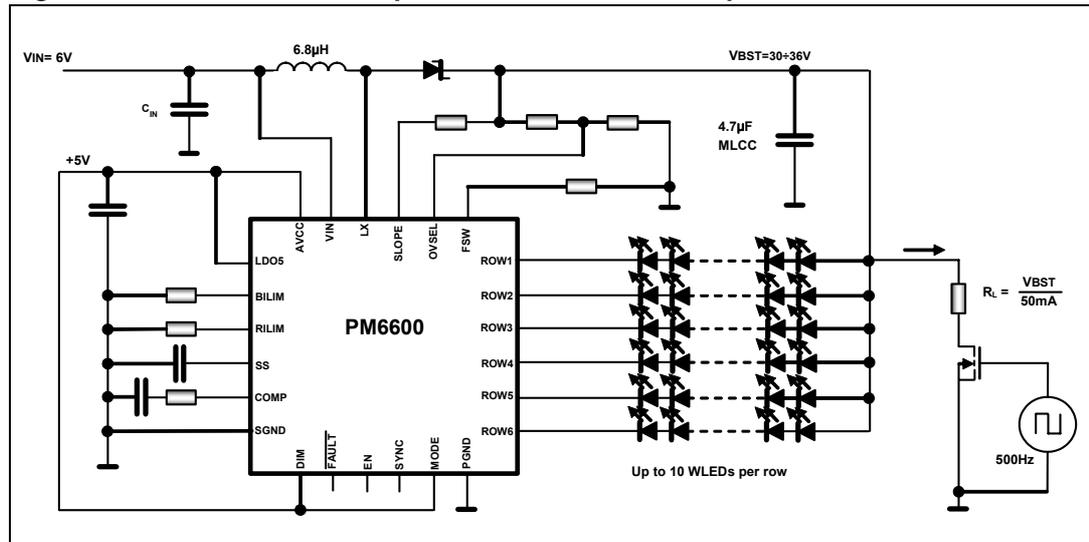 6.8µH
VIN= 6V
VBST=30÷36V
CIN
4.7µF
MLCC
+5V
AVCC
VIN
LX
SLOPE
OVSEL
FSW
LDO5
BILIM
RILIM
SS
COMP
SGND
PM6600
ROW1
ROW2
ROW3
ROW4
ROW5
ROW6
DIM
FAULT
EN
SYNC
MODE
PGND
Up to 10 WLEDs per row
RL = VBST
50mA
500Hz